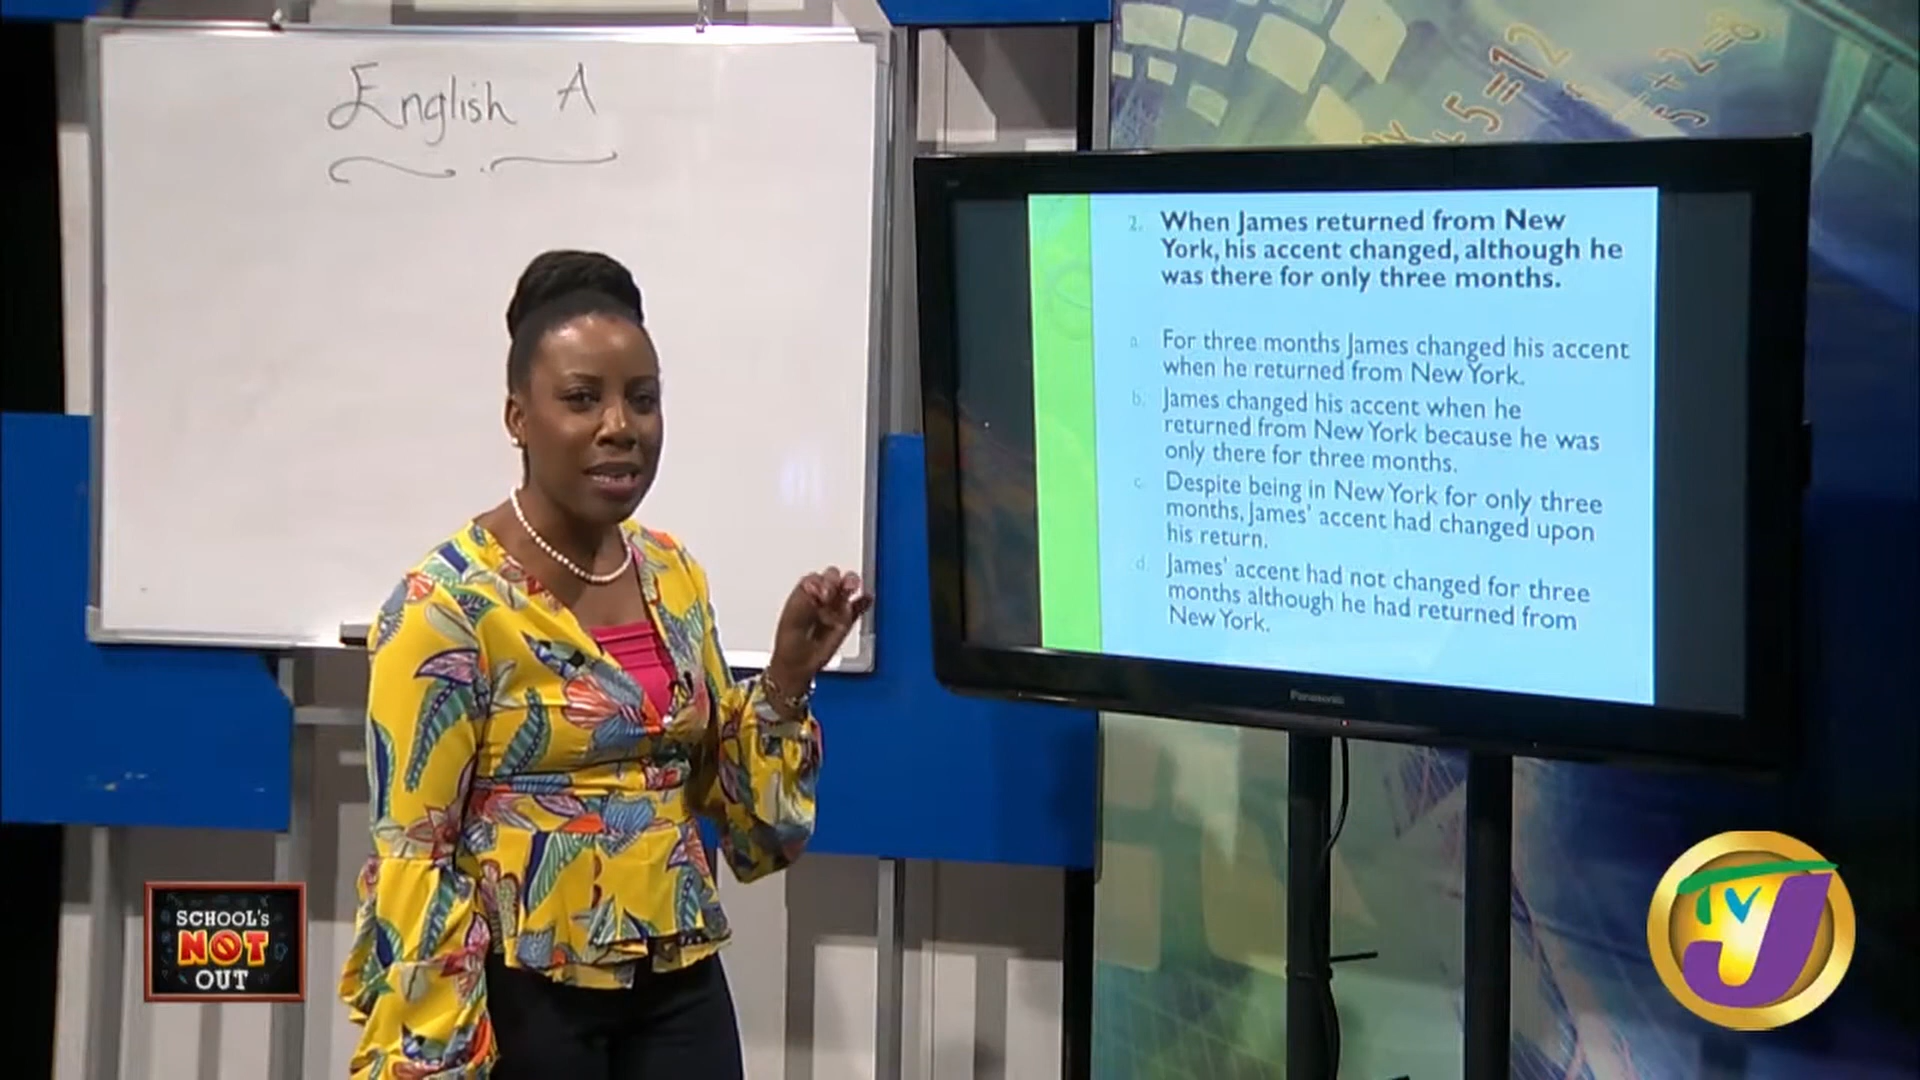 English A
5=12
+2=8
2. When James returned from New
York, his accent changed, although he
was there for only three months.
a. For three months James changed his accent
when he returned from New York.
b. James changed his accent when he
returned from New York because he was
only there for three months.
c. Despite being in New York for only three
months, James' accent had changed upon
his return.
d. James' accent had not changed for three
months although he had returned from
New York.
Panasonic
SCHOOL's
NOT
OUT
TVJ